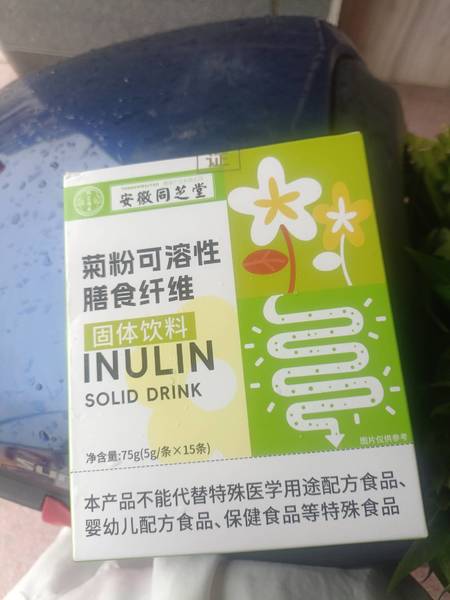 安徽同芝堂
菊粉可溶性
膳食纤维
固体饮料
INULIN
SOLID DRINK
净含量:75g(5g/条×15条)
图片仅供参考
本产品不能代替特殊医学用途配方食品、
婴幼儿配方食品、保健食品等特殊食品